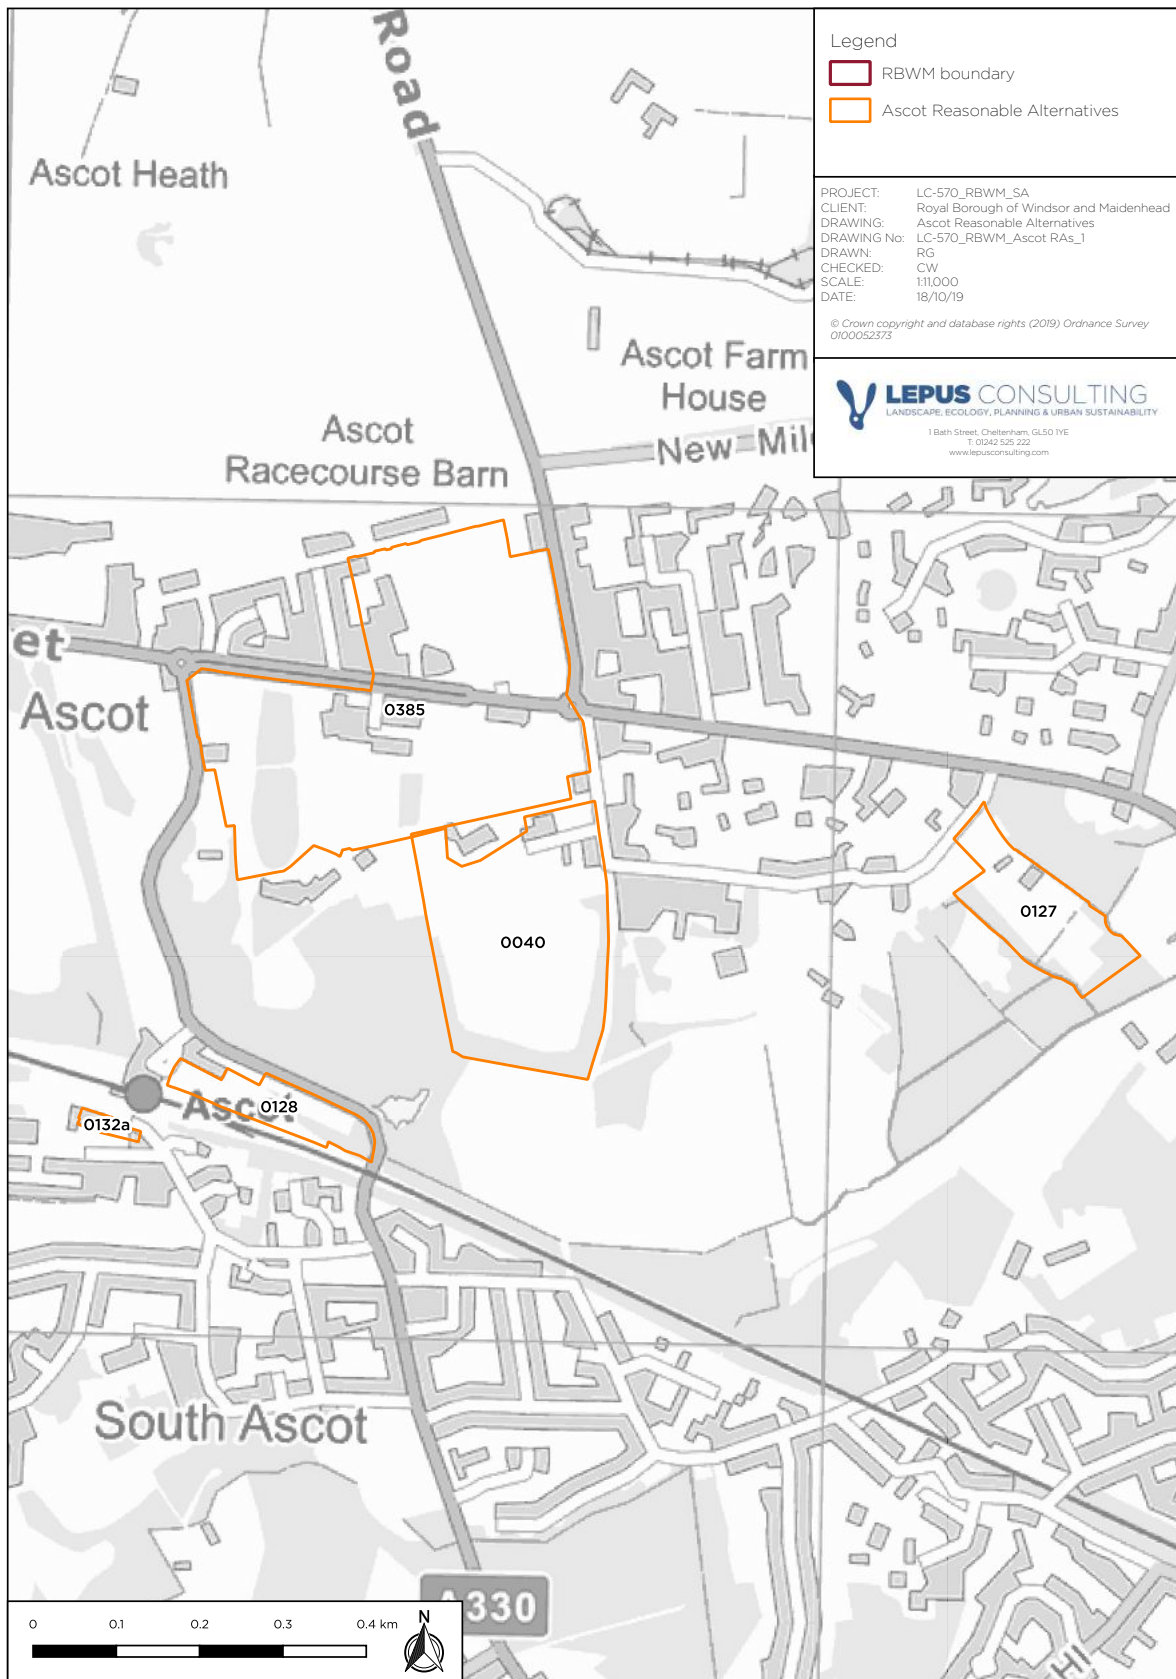 Legend
RBWM boundary
Ascot Reasonable Alternatives
PROJECT: LC-570_RBWM_SA
CLIENT: Royal Borough of Windsor and Maidenhead
DRAWING: Ascot Reasonable Alternatives
DRAWING No: LC-570_RBWM_Ascot RAs_1
DRAWN: RG
CHECKED: CW
SCALE: 1:11,000
DATE: 18/10/19
© Crown copyright and database rights (2019) Ordnance Survey
0100052373
LEPUS CONSULTING
LANDSCAPE, ECOLOGY, PLANNING & URBAN SUSTAINABILITY
1 Bath Street, Cheltenham, GL50 1YE
T: 01242 525 222
www.lepusconsulting.com
Road
Ascot Heath
Ascot Farm
House
New Mil
Ascot
Racecourse Barn
et
Ascot
0385
0127
0040
Ascot
0128
0132a
South Ascot
A330
HI
0 0.1 0.2 0.3 0.4 km
N